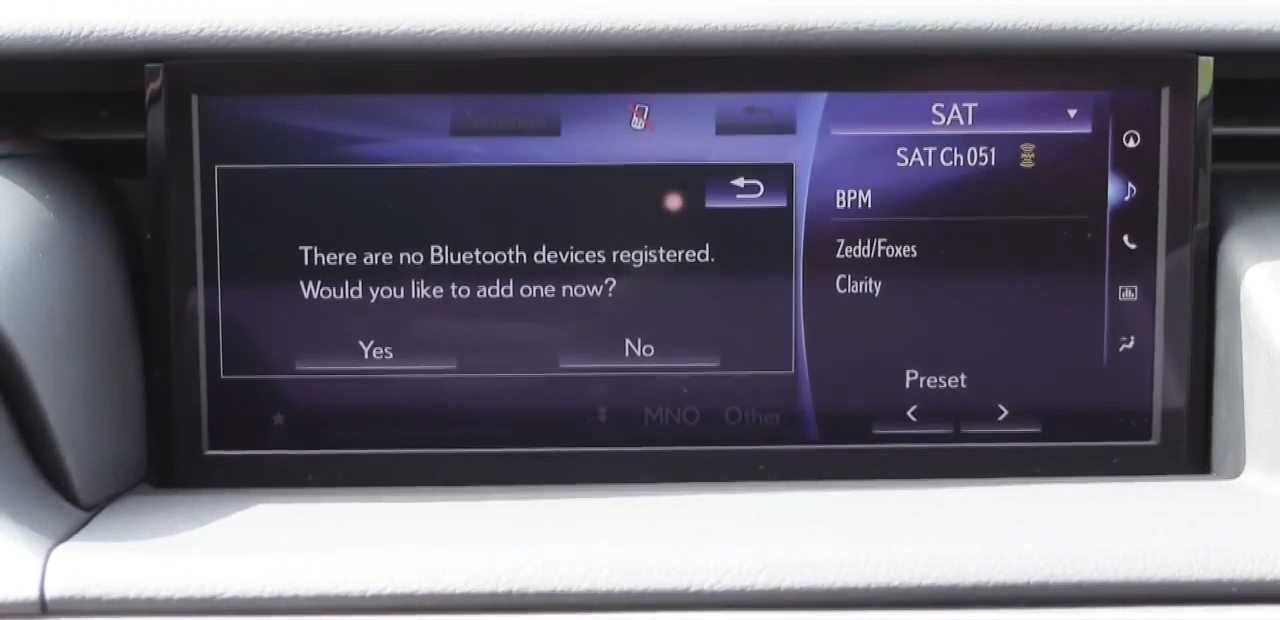 Settings
There are no Bluetooth devices registered.
Would you like to add one now?
Yes
No
MNO
Other
SAT
SAT Ch 051
BPM
Zedd/Foxes
Clarity
Preset